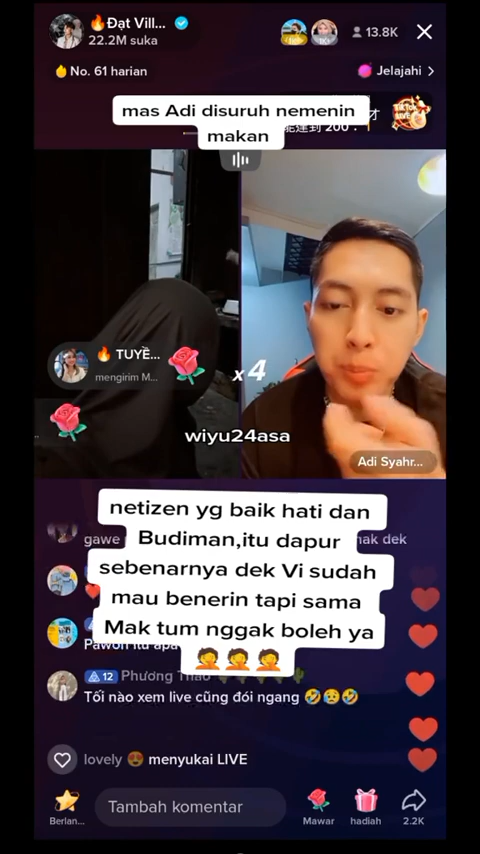 🔥Đạt Vill...
22.2M suka
13.8K
No. 61 harian
Jelajahi
mas Adi disuruh nemenin
makan
200
TikTok
LIVE
🔥 TUYỀ...
mengirim M...
x4
wiyu24asa
Adi Syahr...
netizen yg baik hati dan
Budiman,itu dapur
sebenarnya dek Vi sudah
mau benerin tapi sama
Mak tum nggak boleh ya
🤦🤦🤦
gawe
dek
Pawon itu
12 Phương Thảo
Tối nào xem live cũng đói ngang 🤣😢🤣
lovely 😍 menyukai LIVE
Berlan...
Tambah komentar
Mawar
hadiah
2.2K